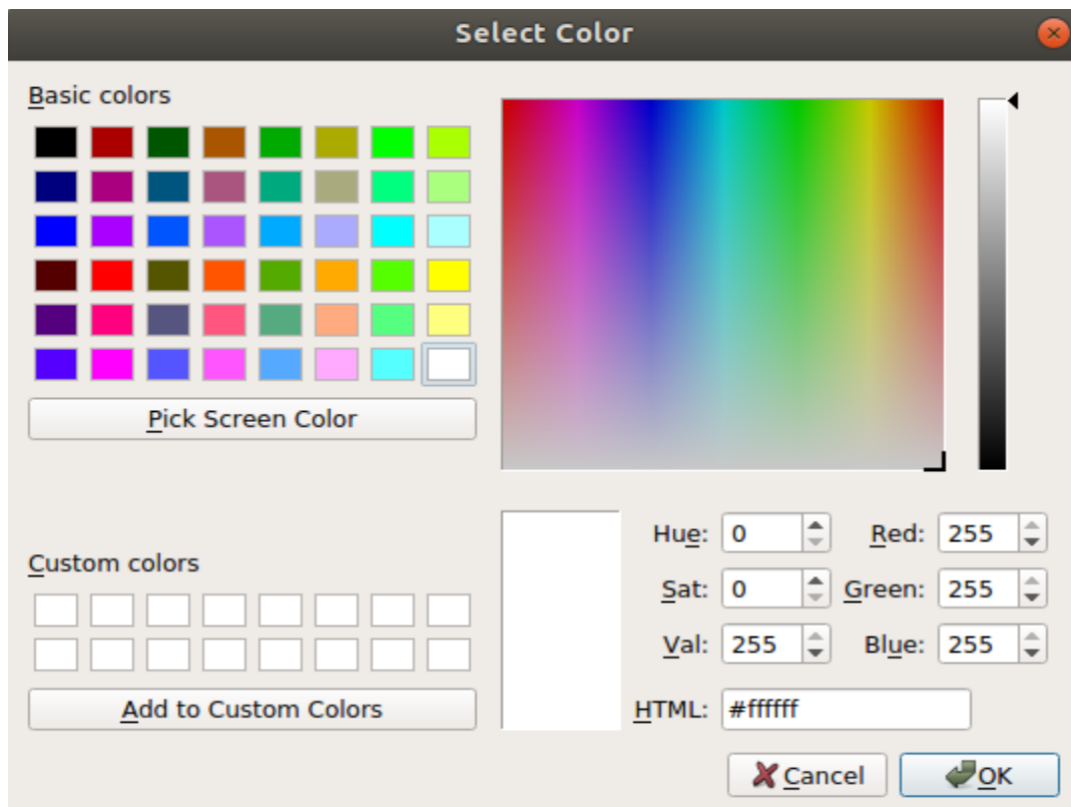 Select Color
Basic colors
Pick Screen Color
Custom colors
Add to Custom Colors
Hue: 0 Red: 255
Sat: 0 Green: 255
Val: 255 Blue: 255
HTML: #ffffff
Cancel OK